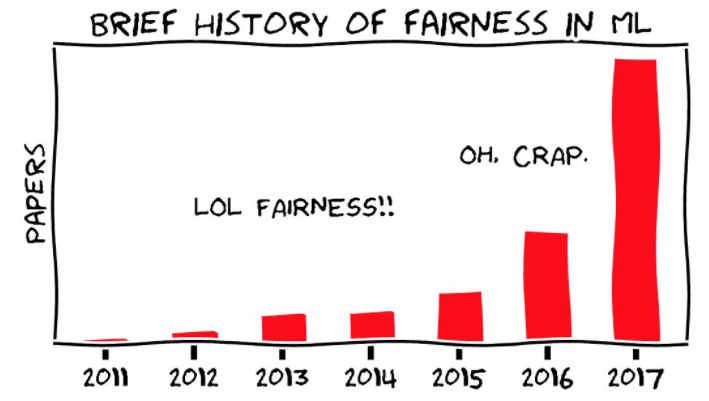 BRIEF HISTORY OF FAIRNESS IN ML
PAPERS
OH, CRAP.
LOL FAIRNESS!!
2011 2012 2013 2014 2015 2016 2017